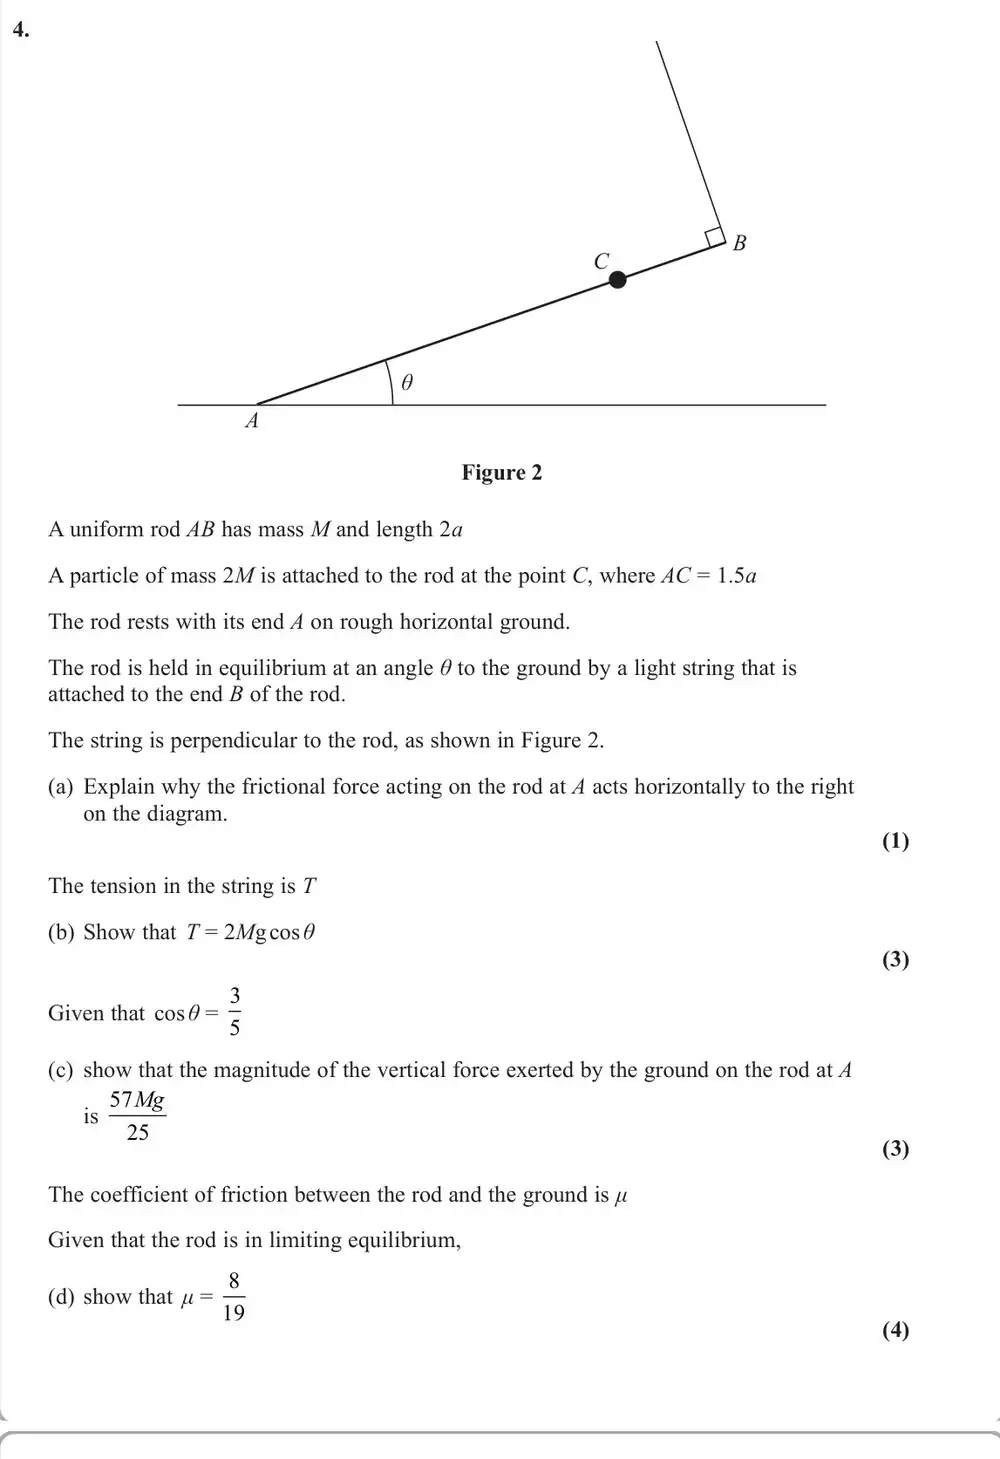 4.
C
B
θ
A
Figure 2
A uniform rod AB has mass M and length 2a
A particle of mass 2M is attached to the rod at the point C, where AC = 1.5a
The rod rests with its end A on rough horizontal ground.
The rod is held in equilibrium at an angle θ to the ground by a light string that is
attached to the end B of the rod.
The string is perpendicular to the rod, as shown in Figure 2.
(a) Explain why the frictional force acting on the rod at A acts horizontally to the right
on the diagram.
(1)
The tension in the string is T
(b) Show that T = 2Mg cos θ
(3)
Given that cos θ = 3/5
(c) show that the magnitude of the vertical force exerted by the ground on the rod at A
is 57Mg/25
(3)
The coefficient of friction between the rod and the ground is μ
Given that the rod is in limiting equilibrium,
(d) show that μ = 8/19
(4)